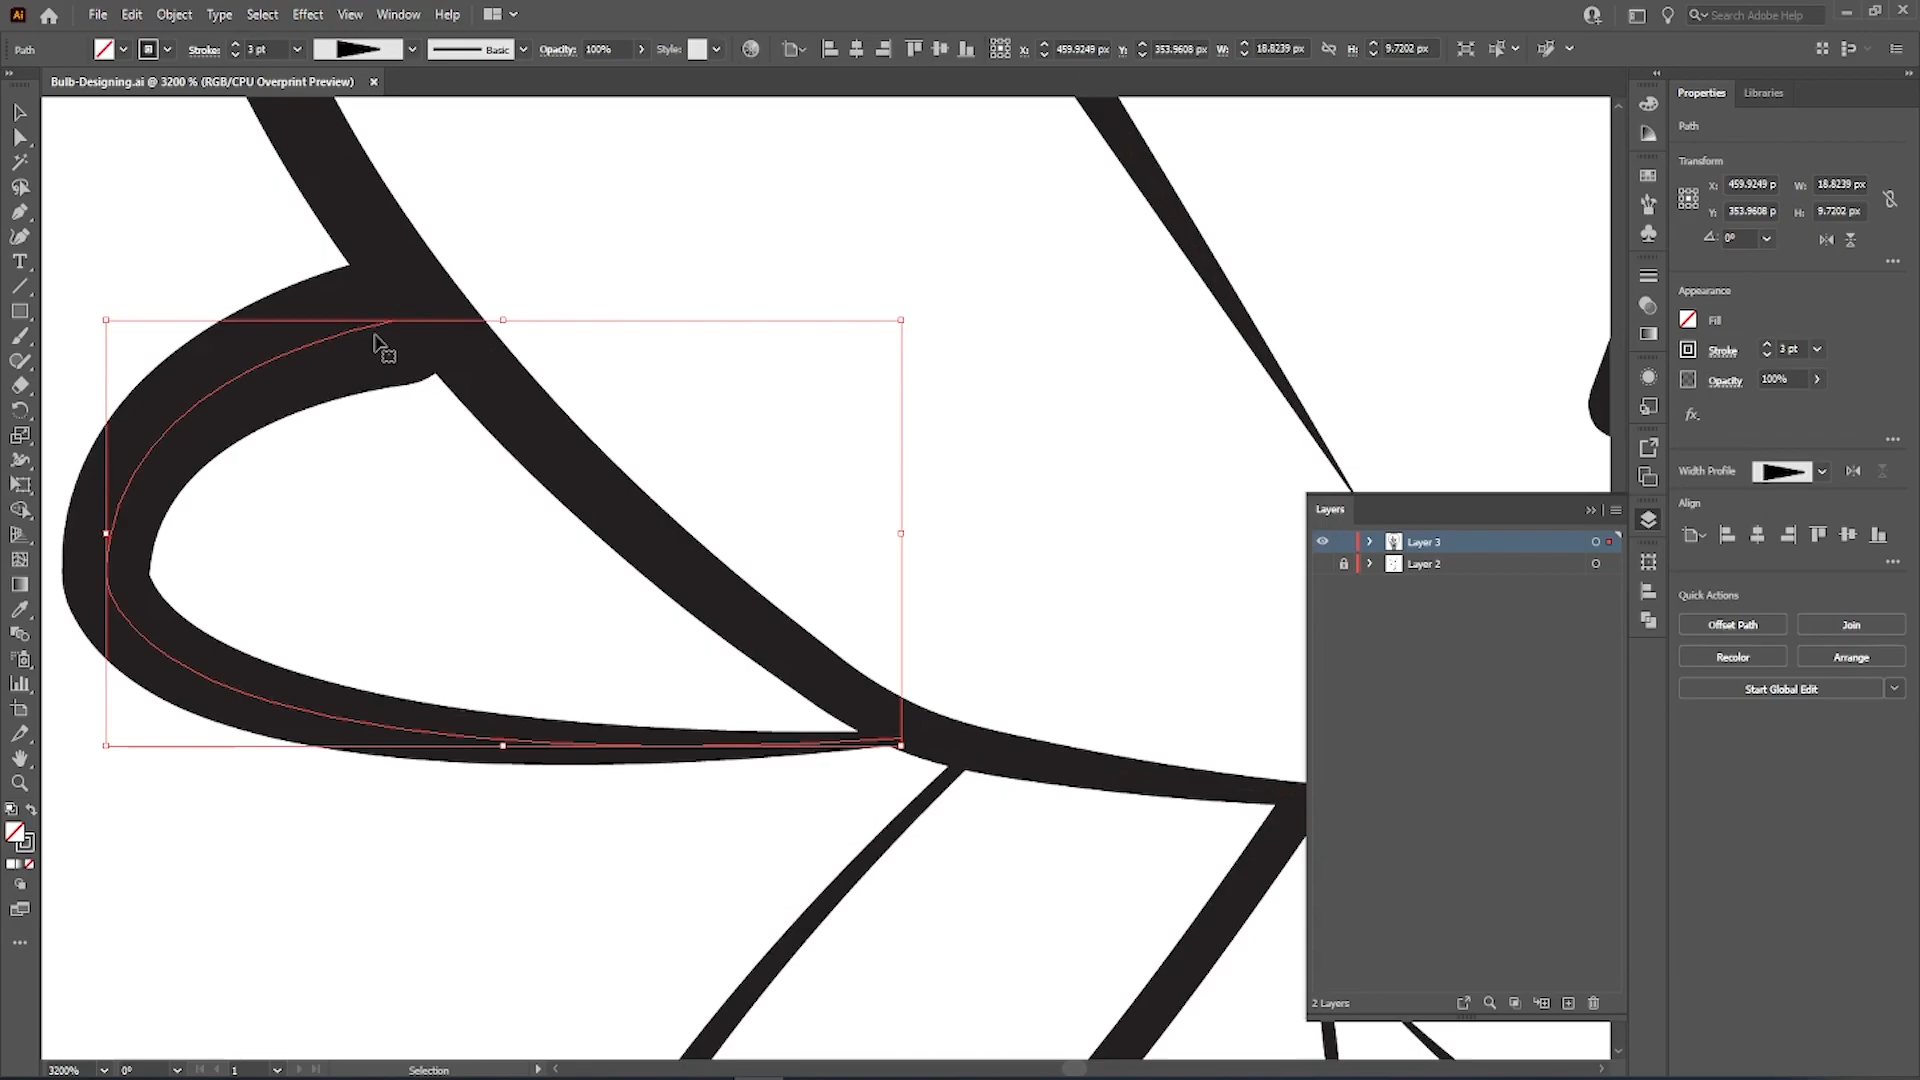 Ai File Edit Object Type Select Effect View Window Help Search Adobe Help
Path Stroke: 3 pt Basic Opacity: 100% Style: X: 459.9249 px Y: 353.9608 px W: 18.8239 px H: 9.7202 px
Bulb-Designing.ai @ 3200 % (RGB/CPU Overprint Preview)
Properties Libraries
Path
Transform
X: 459.9249 p W: 18.8239 px
Y: 353.9608 p H: 9.7202 px
0°
Appearance
Fill
Stroke 3 pt
Opacity 100%
fx.
Width Profile
Align
Quick Actions
Offset Path Join
Recolor Arrange
Start Global Edit
Layers
Layer 3
Layer 2
2 Layers
3200% 0° 1 Selection